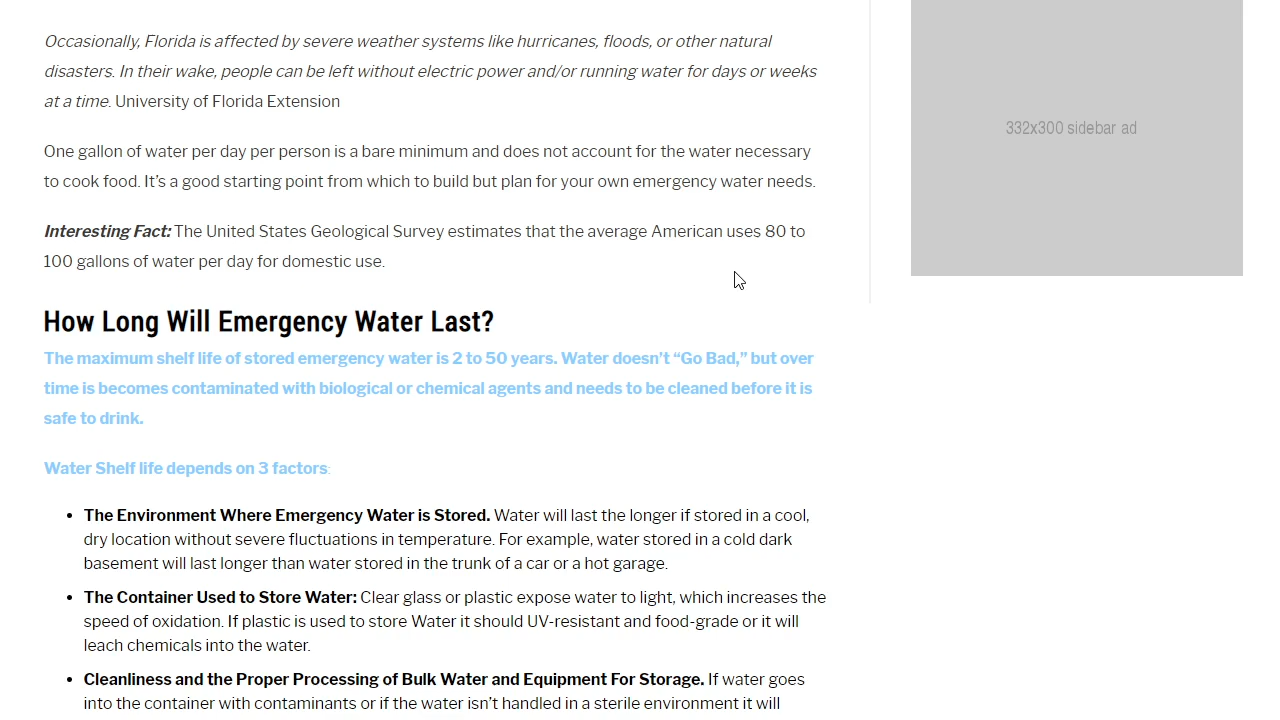 Occasionally, Florida is affected by severe weather systems like hurricanes, floods, or other natural
disasters. In their wake, people can be left without electric power and/or running water for days or weeks
at a time. University of Florida Extension
332x300 sidebar ad
One gallon of water per day per person is a bare minimum and does not account for the water necessary
to cook food. It’s a good starting point from which to build but plan for your own emergency water needs.
Interesting Fact: The United States Geological Survey estimates that the average American uses 80 to
100 gallons of water per day for domestic use.
How Long Will Emergency Water Last?
The maximum shelf life of stored emergency water is 2 to 50 years. Water doesn’t “Go Bad,” but over
time is becomes contaminated with biological or chemical agents and needs to be cleaned before it is
safe to drink.
Water Shelf life depends on 3 factors:
• The Environment Where Emergency Water is Stored. Water will last the longer if stored in a cool,
dry location without severe fluctuations in temperature. For example, water stored in a cold dark
basement will last longer than water stored in the trunk of a car or a hot garage.
• The Container Used to Store Water: Clear glass or plastic expose water to light, which increases the
speed of oxidation. If plastic is used to store Water it should UV-resistant and food-grade or it will
leach chemicals into the water.
• Cleanliness and the Proper Processing of Bulk Water and Equipment For Storage. If water goes
into the container with contaminants or if the water isn’t handled in a sterile environment it will